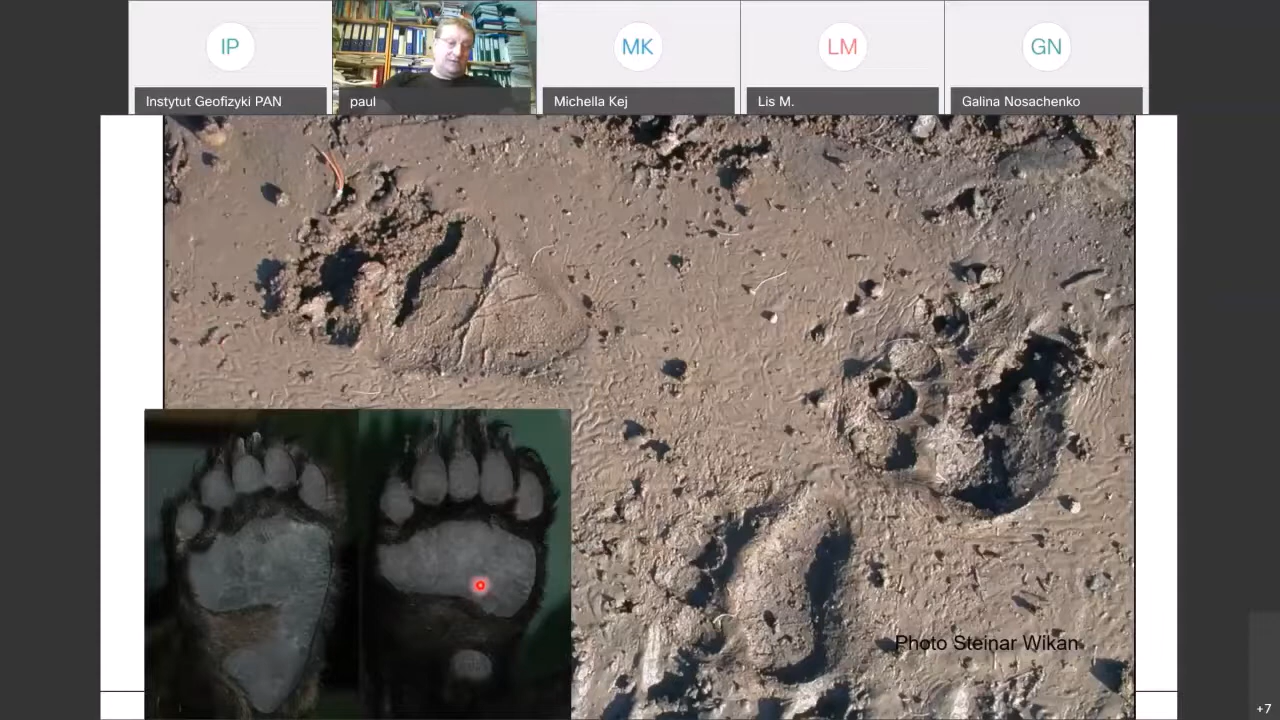 IP
MK
LM
GN
Instytut Geofizyki PAN
paul
Michella Kej
Lis M.
Galina Nosachenko
Photo Steinar Wikan
+7